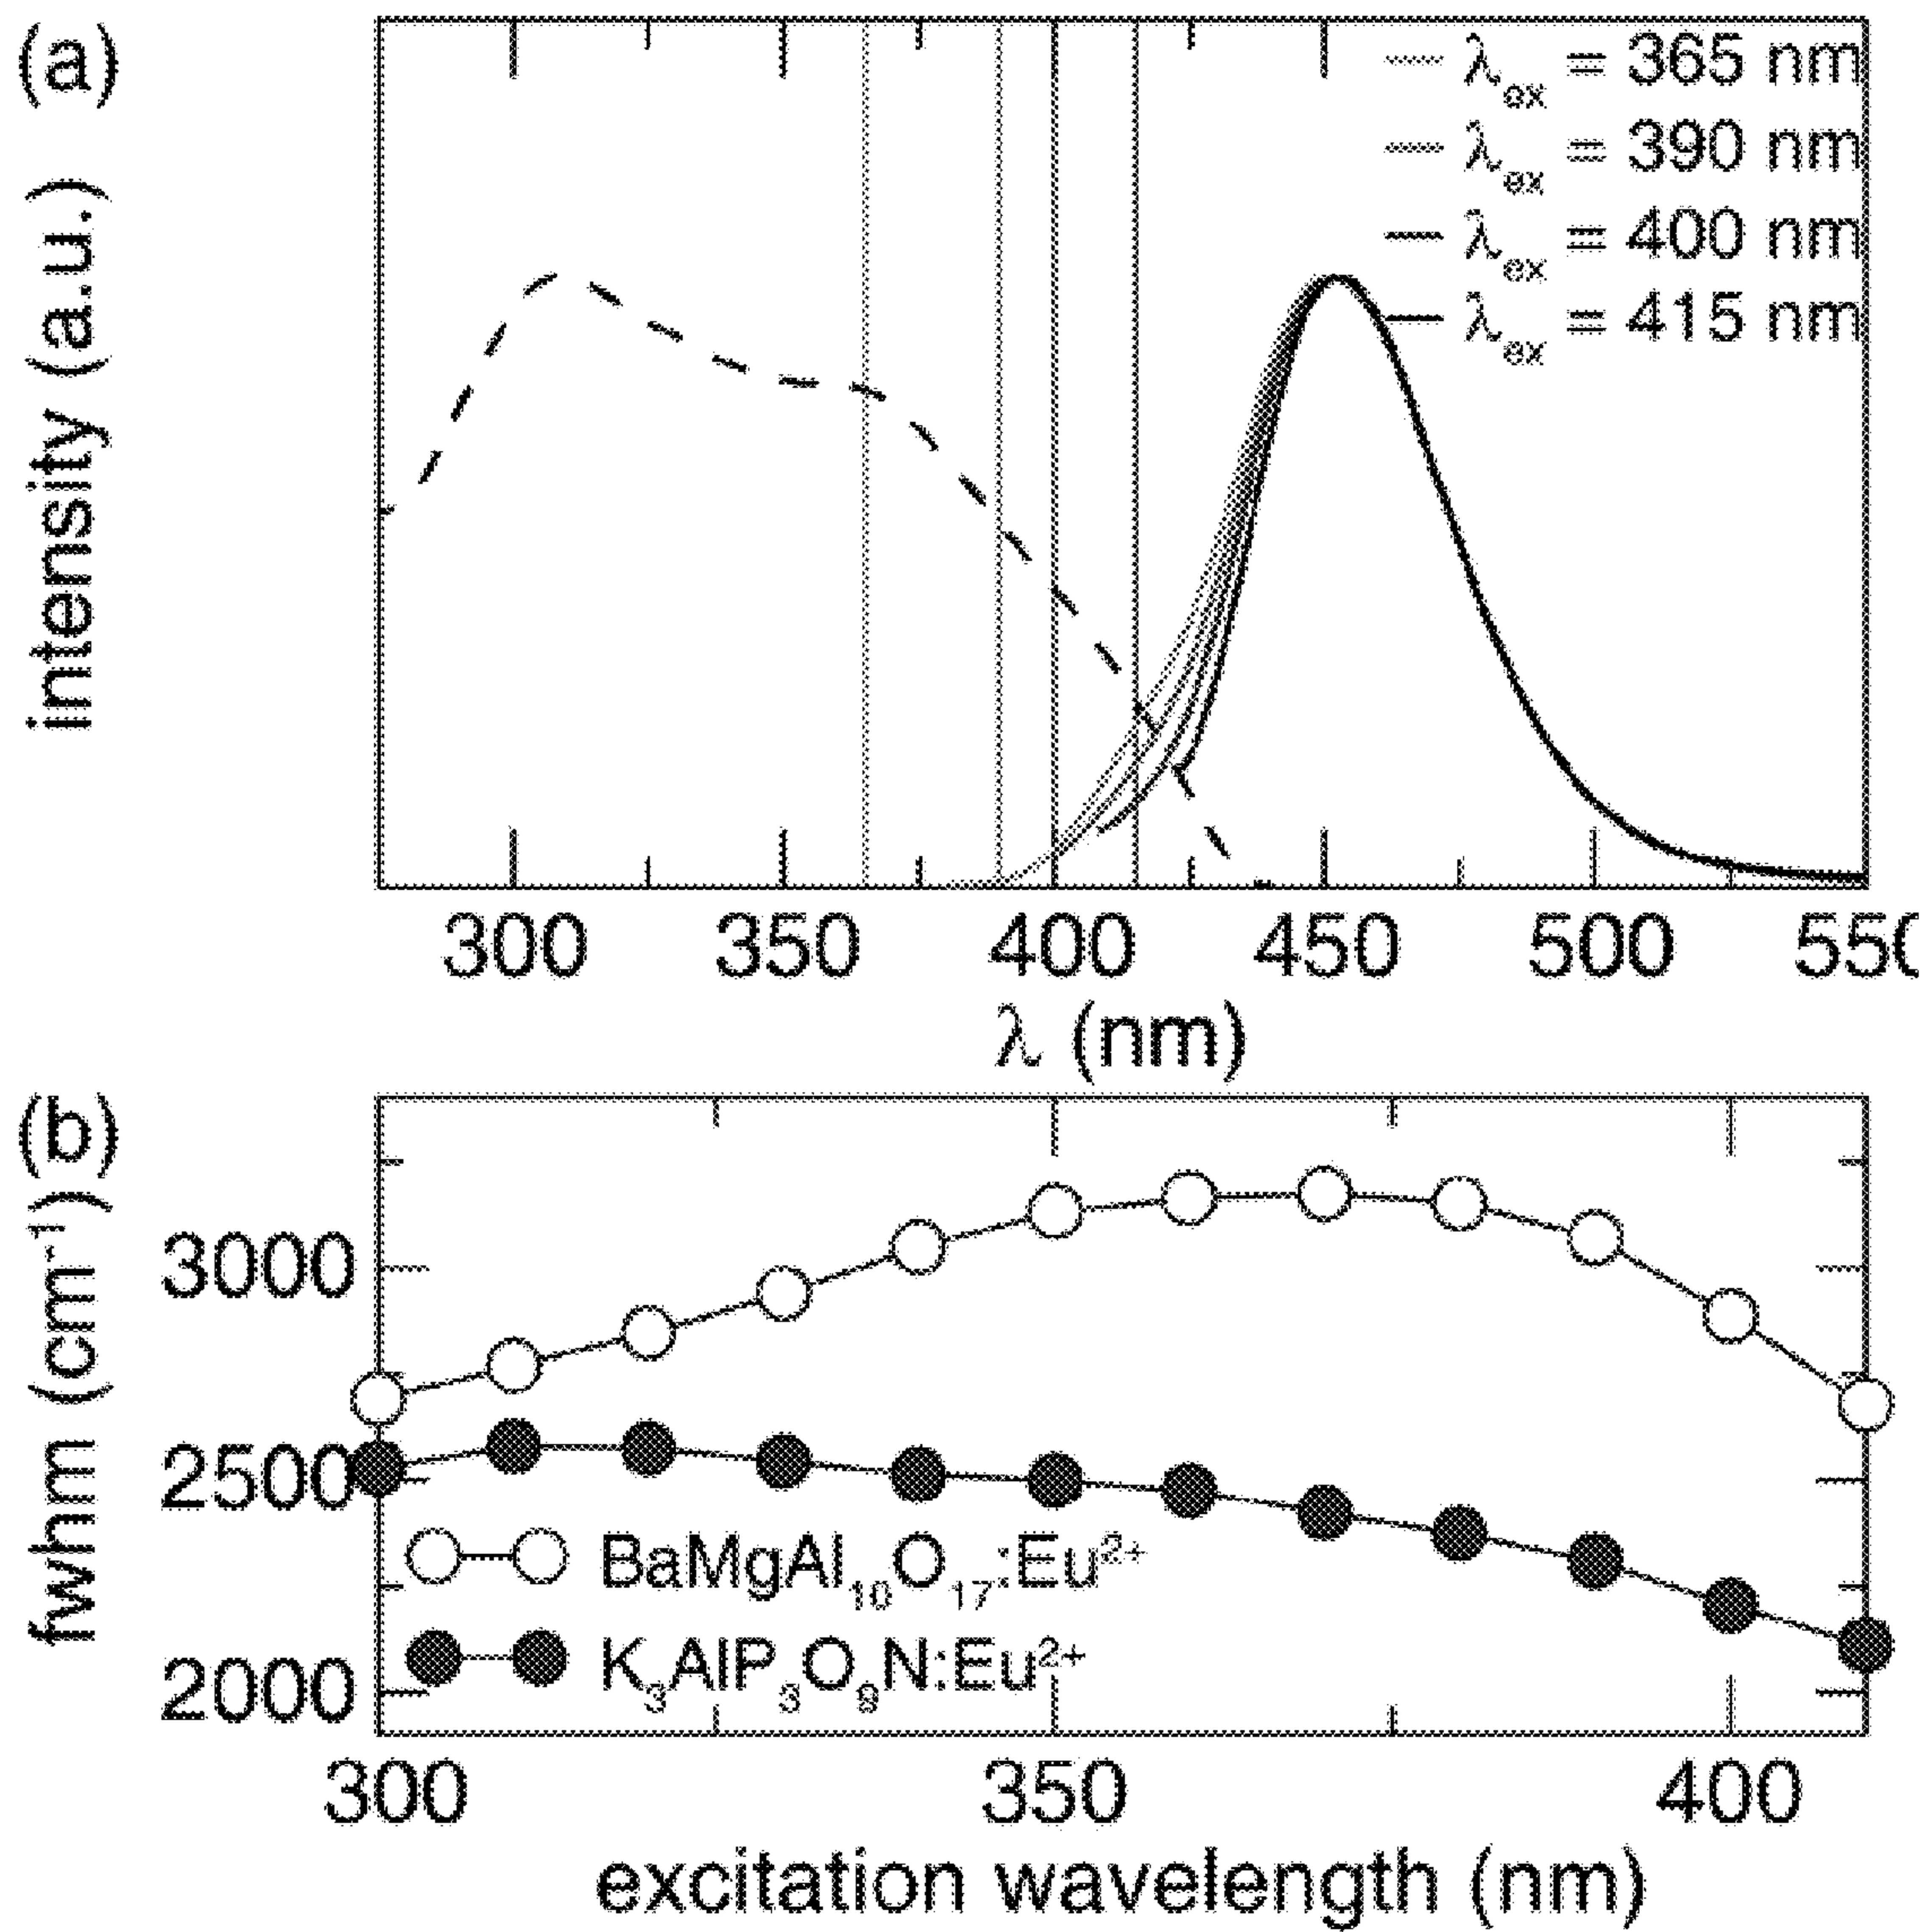 (a)
intensity (a.u.)
λex = 365 nm
λex = 390 nm
λex = 400 nm
λex = 415 nm
300 350 400 450 500 550
λ (nm)
(b)
fwhm (cm⁻¹)
3000
2500
2000
BaMgAl₁₀O₁₇:Eu²⁺
K₃AlP₃O₉N:Eu²⁺
300 350 400
excitation wavelength (nm)